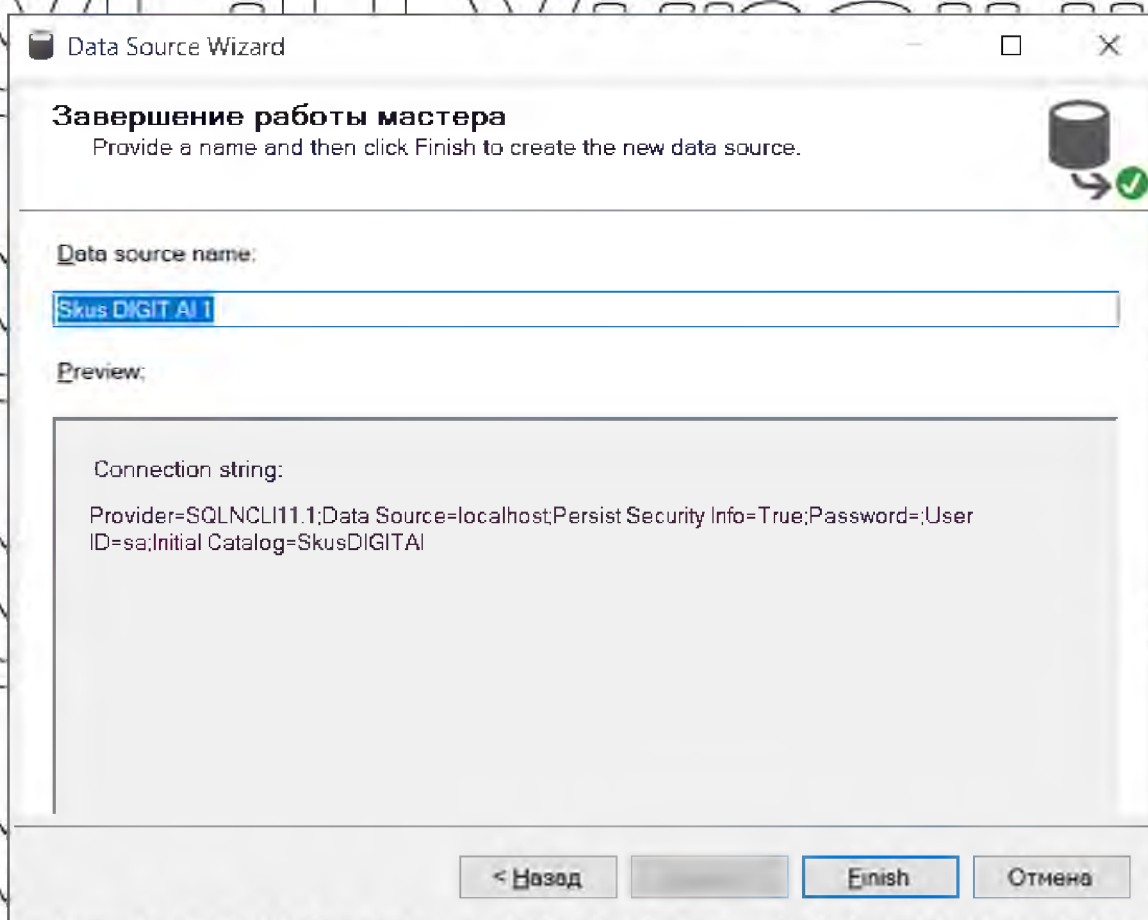 Data Source Wizard
Завершение работы мастера
Provide a name and then click Finish to create the new data source.
Data source name:
Skus DIGIT AI 1
Preview:
Connection string:
Provider=SQLNCLI11.1;Data Source=localhost;Persist Security Info=True;Password=;User
ID=sa;Initial Catalog=SkusDIGITAI
< Назад
Finish
Отмена